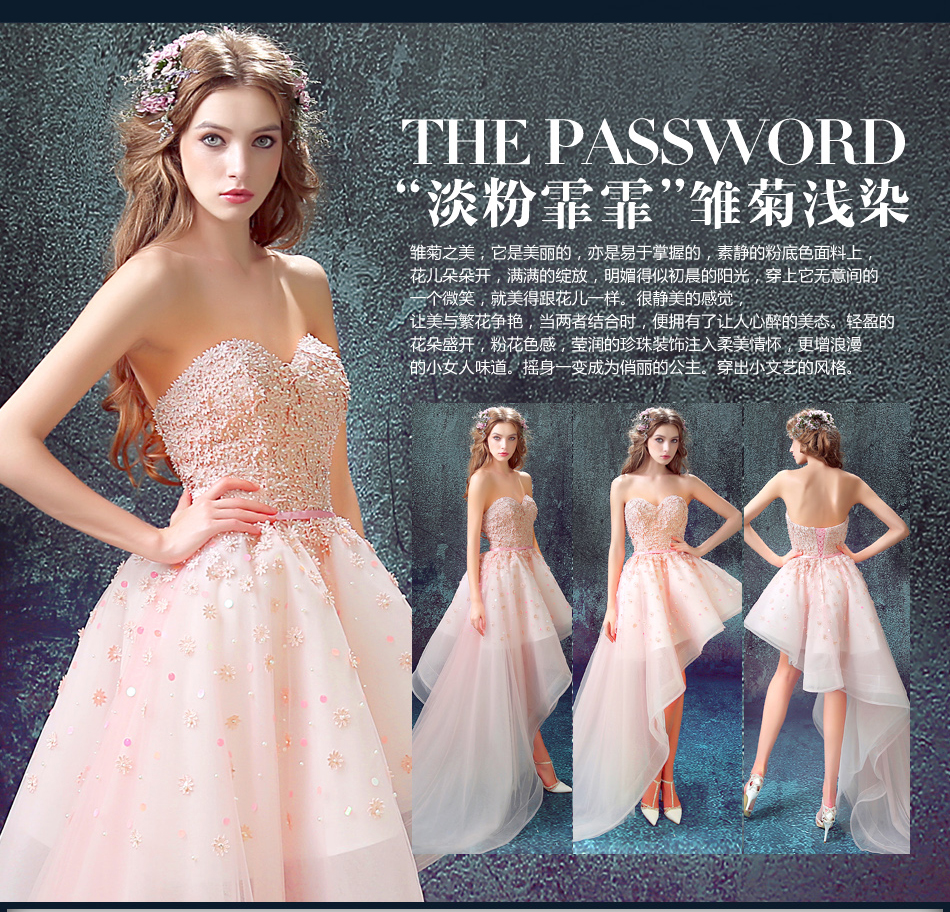 THE PASSWORD
“淡粉霏霏”雏菊浅染
雏菊之美，它是美丽的，亦是易于掌握的，素静的粉底色面料上，
花儿朵朵开，满满的绽放，明媚得似初晨的阳光，穿上它无意间的
一个微笑，就美得跟花儿一样。很静美的感觉，
让美与繁花争艳，当两者结合时，便拥有了让人心醉的美态。轻盈的
花朵盛开，粉花色感，莹润的珍珠装饰注入柔美情怀，更增浪漫
的小女人味道。摇身一变成为俏丽的公主。穿出小文艺的风格。